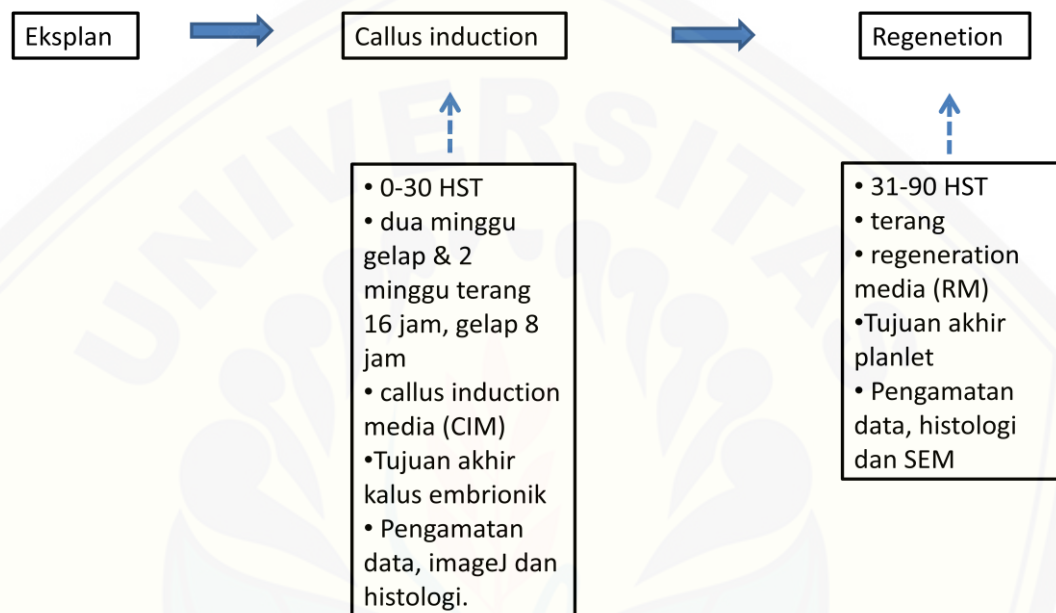 Eksplan
Callus induction
Regenetion
• 0-30 HST
• dua minggu
gelap & 2
minggu terang
16 jam, gelap 8
jam
• callus induction
media (CIM)
•Tujuan akhir
kalus embrionik
• Pengamatan
data, imageJ dan
histologi.
• 31-90 HST
• terang
• regeneration
media (RM)
•Tujuan akhir
planlet
• Pengamatan
data, histologi
dan SEM
UNIVERSITAS